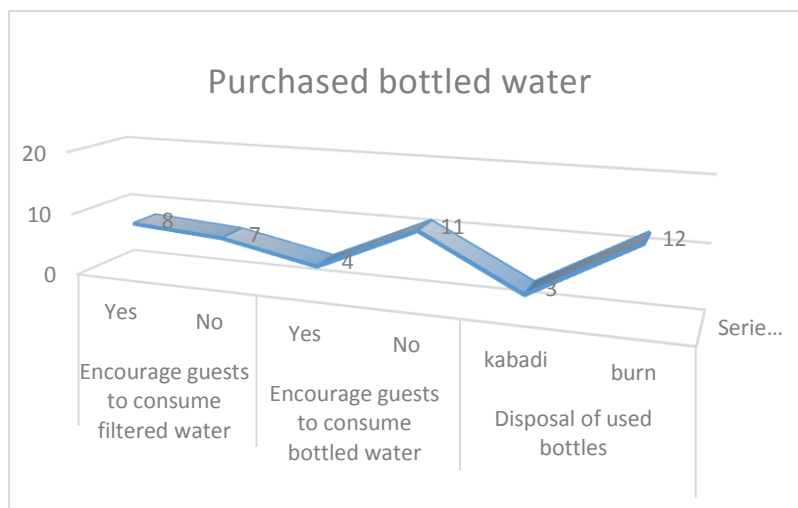 Purchased bottled water
20
10
0
8
7
4
11
3
12
Yes
No
Yes
No
kabadi
burn
Serie...
Encourage guests
to consume
filtered water
Encourage guests
to consume
bottled water
Disposal of used
bottles